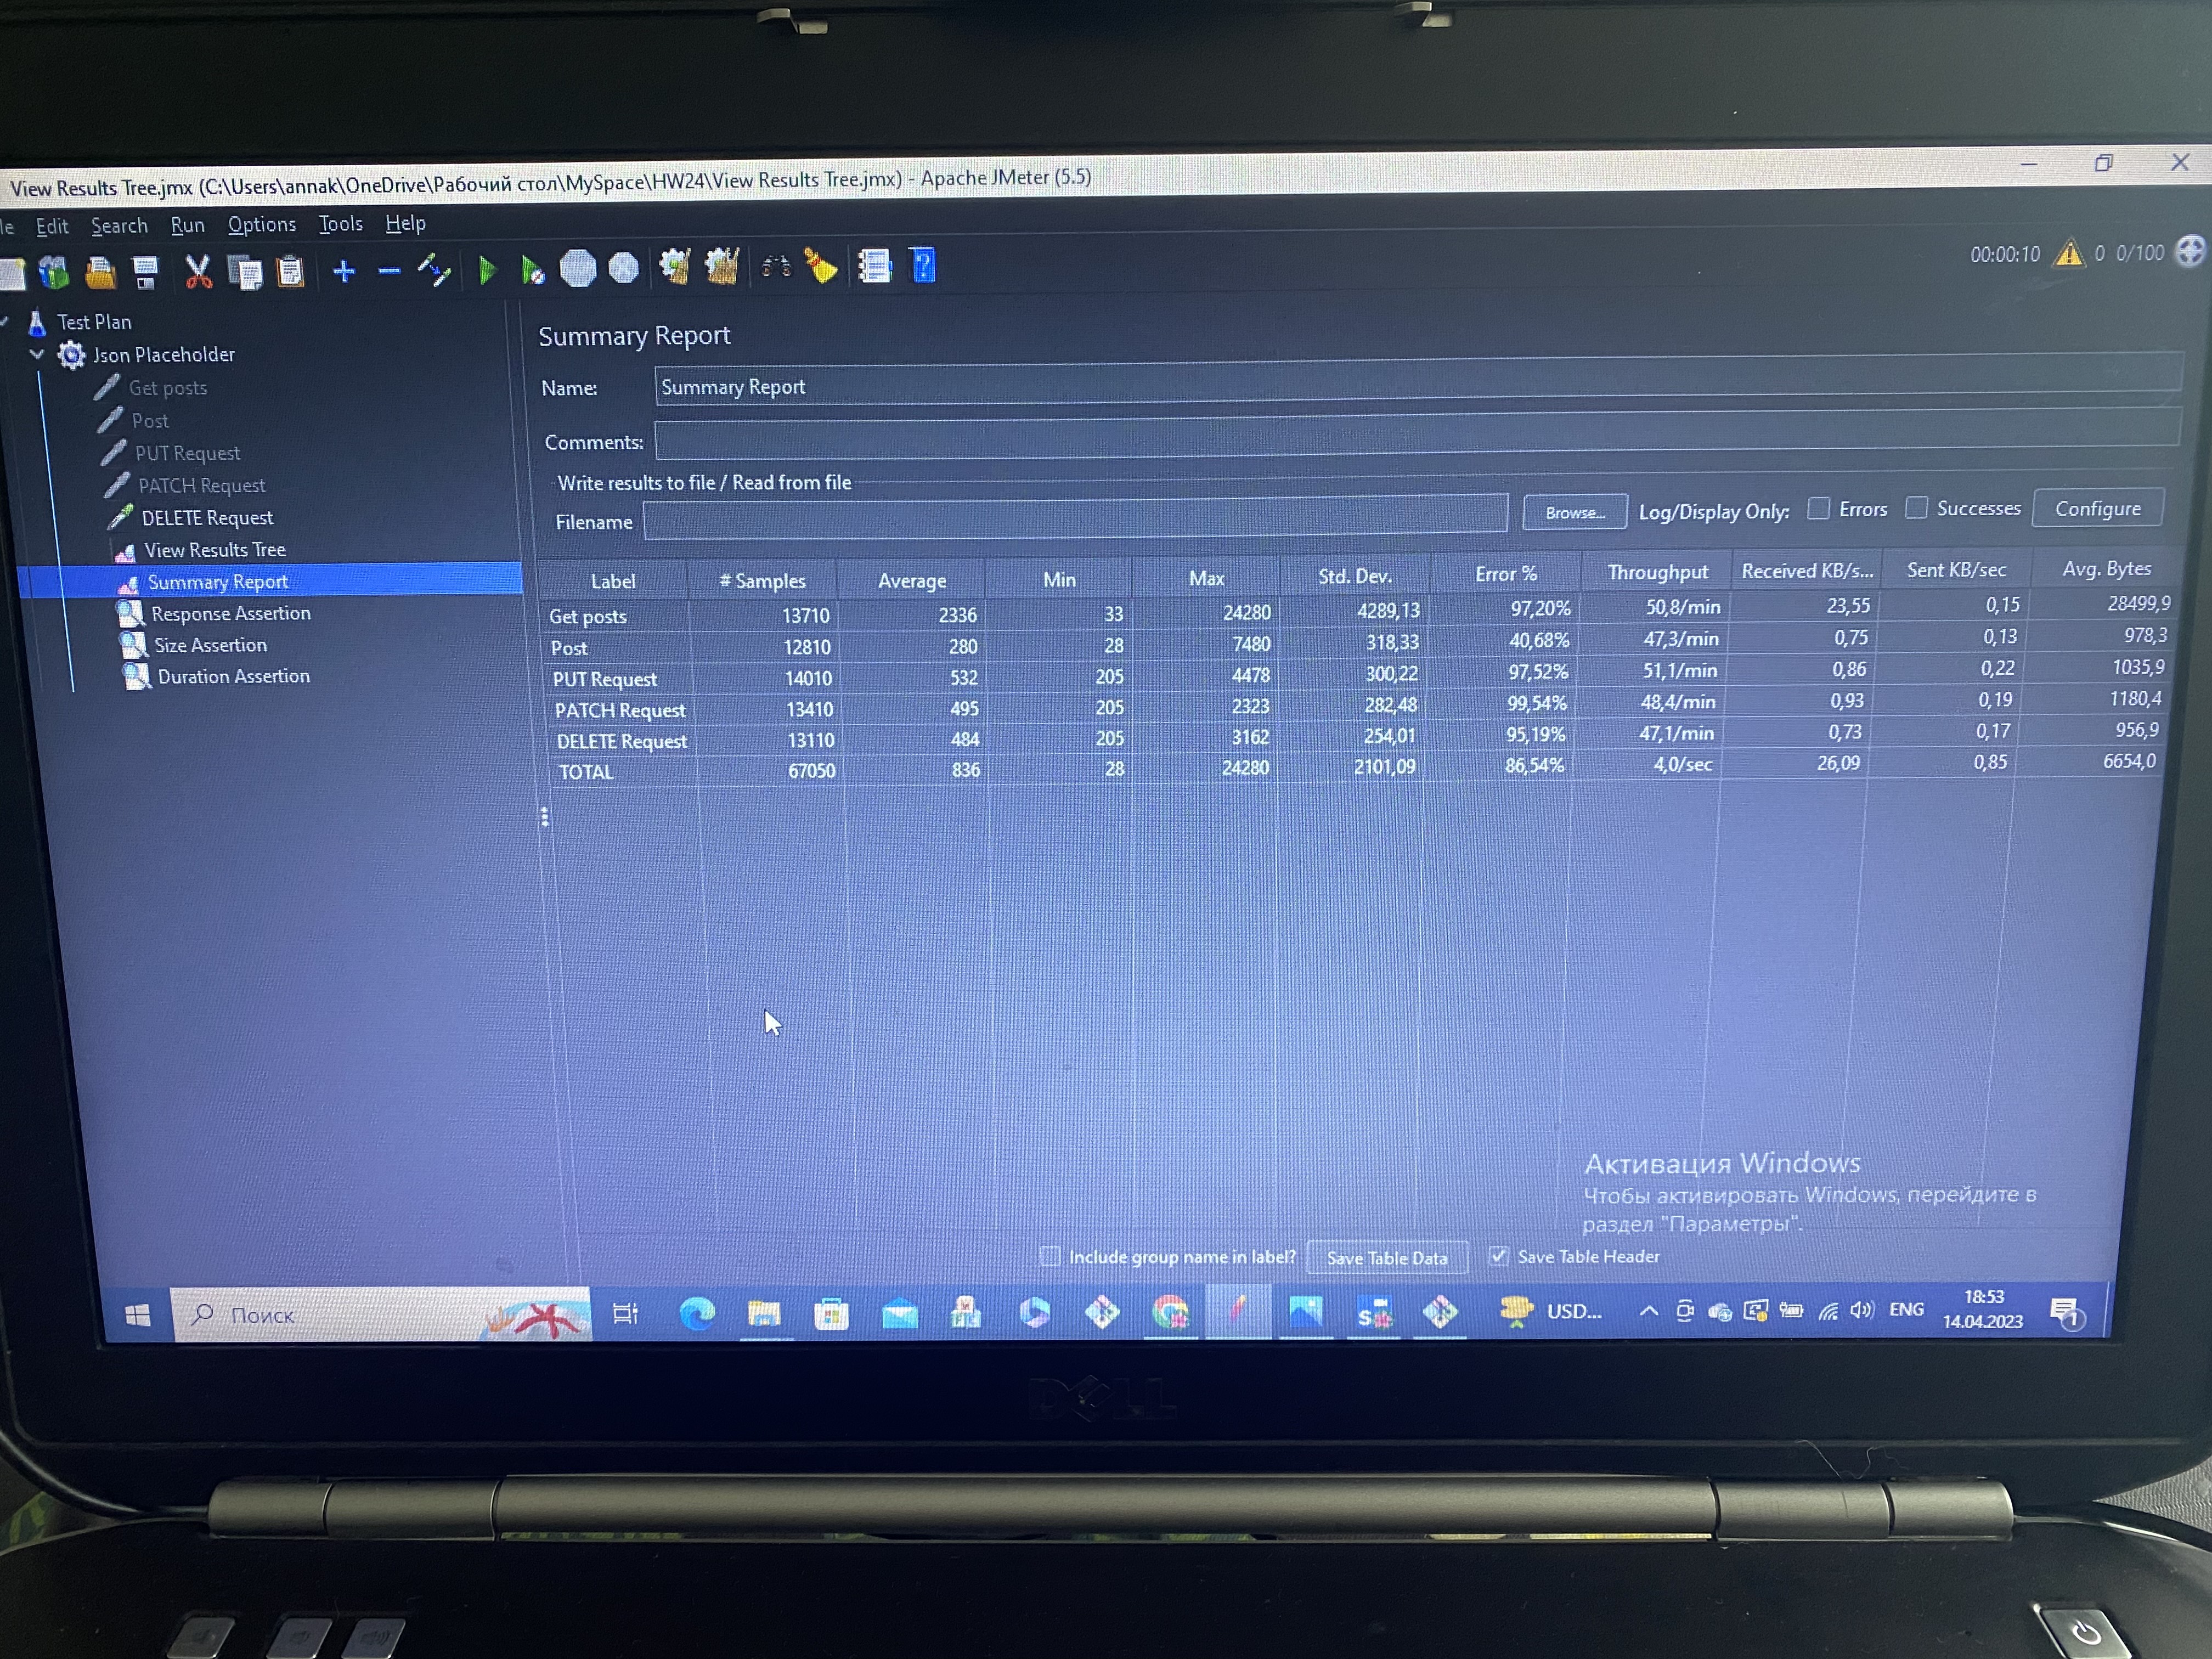 View Results Tree.jmx (C:\Users\annak\OneDrive\Рабочий стол\MySpace\HW24\View Results Tree.jmx) - Apache JMeter (5.5)
le Edit Search Run Options Tools Help
00:00:10 0 0/100
Test Plan
Json Placeholder
Get posts
Post
PUT Request
PATCH Request
DELETE Request
View Results Tree
Summary Report
Response Assertion
Size Assertion
Duration Assertion
Summary Report
Name: Summary Report
Comments:
Write results to file / Read from file
Filename Browse... Log/Display Only: Errors Successes Configure
Label # Samples Average Min Max Std. Dev. Error % Throughput Received KB/s... Sent KB/sec Avg. Bytes
Get posts 13710 2336 33 24280 4289,13 97,20% 50,8/min 23,55 0,15 28499,9
Post 12810 280 28 7480 318,33 40,68% 47,3/min 0,75 0,13 978,3
PUT Request 14010 532 205 4478 300,22 97,52% 51,1/min 0,86 0,22 1035,9
PATCH Request 13410 495 205 2323 282,48 99,54% 48,4/min 0,93 0,19 1180,4
DELETE Request 13110 484 205 3162 254,01 95,19% 47,1/min 0,73 0,17 956,9
TOTAL 67050 836 28 24280 2101,09 86,54% 4,0/sec 26,09 0,85 6654,0
Активация Windows
Чтобы активировать Windows, перейдите в
раздел "Параметры".
Include group name in label? Save Table Data Save Table Header
Поиск
USD...
ENG
18:53
14.04.2023
1
DELL